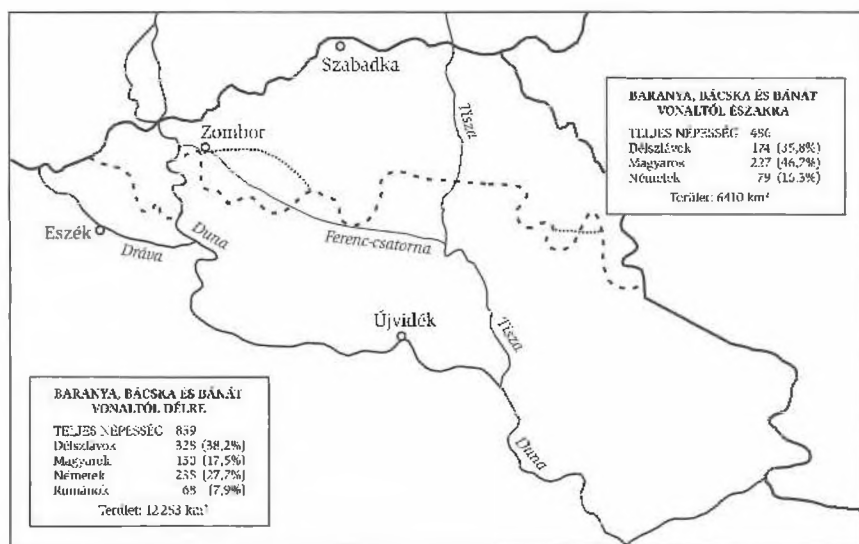 Szabadka
Tisza
Zombor
Duna
Eszék
Dráva
Ferenc-csatorna
Újvidék
Tisza
Duna
BARANYA, BÁCSKA ÉS BÁNÁT
VONALTÓL ÉSZAKRA
TELJES NÉPESSÉG 486
Délszlávok 174 (35,8%)
Magyarok 227 (46,7%)
Németek 79 (16,3%)
Terület: 6410 km²
BARANYA, BÁCSKA ÉS BÁNÁT
VONALTÓL DÉLRE
TELJES NÉPESSÉG 859
Délszlávok 328 (38,2%)
Magyarok 150 (17,5%)
Németek 238 (27,7%)
Románok 68 (7,9%)
Terület: km²